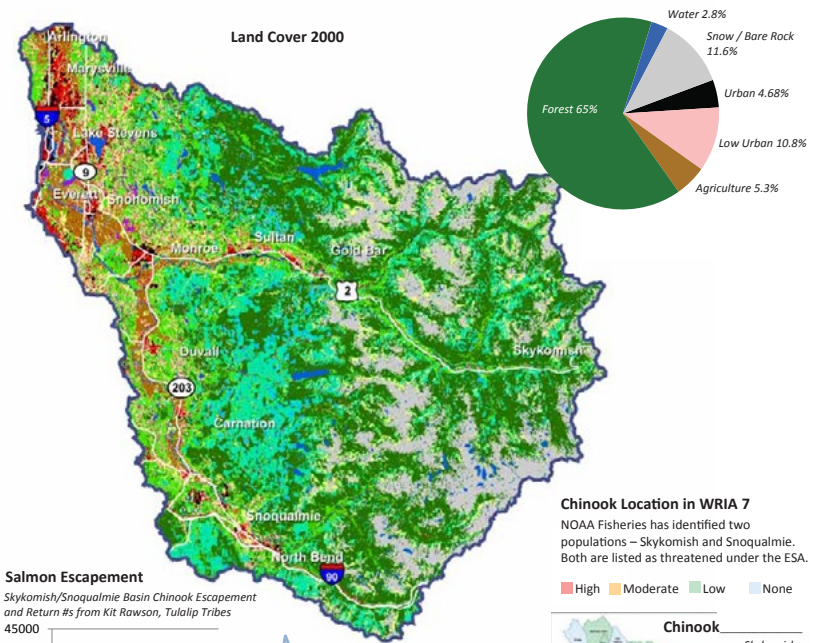 Land Cover 2000
Water 2.8%
Snow / Bare Rock
11.6%
Urban 4.68%
Low Urban 10.8%
Agriculture 5.3%
Forest 65%
Arlington
Marysville
5
Lake Stevens
9
Everett
Snohomish
Monroe
Sultan
Gold Bar
2
Skykomish
Duvall
203
Carnation
Snoqualmie
North Bend
90
Chinook Location in WRIA 7
NOAA Fisheries has identified two
populations – Skykomish and Snoqualmie.
Both are listed as threatened under the ESA.
High Moderate Low None
Chinook
Salmon Escapement
Skykomish/Snoqualmie Basin Chinook Escapement
and Return #s from Kit Rawson, Tulalip Tribes
45000